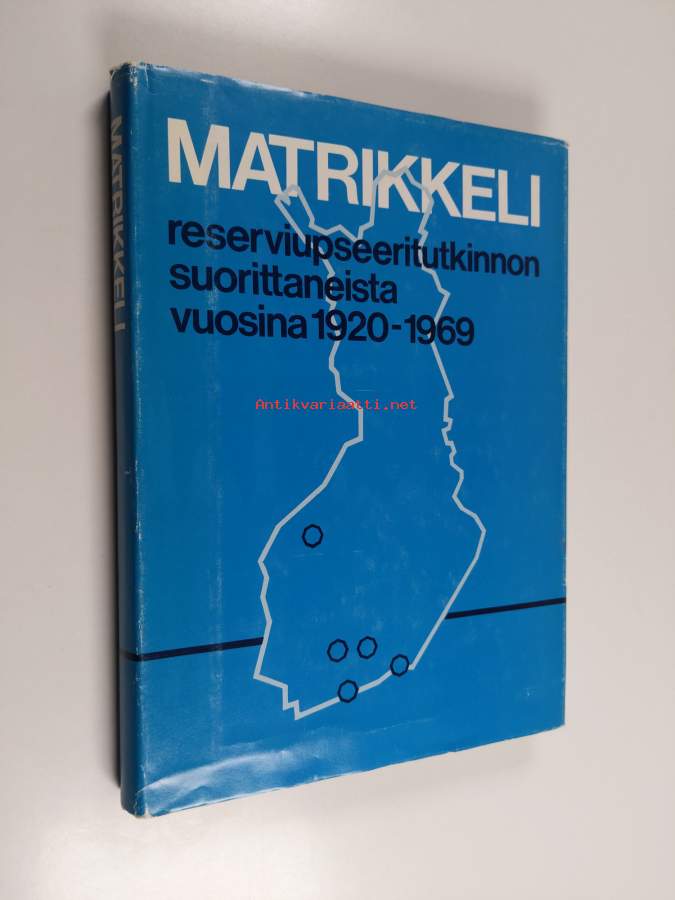 MATRIKKELI
MATRIKKELI
reserviupseeritutkinnon
suorittaneista
vuosina 1920-1969
Antikvariaatti.net